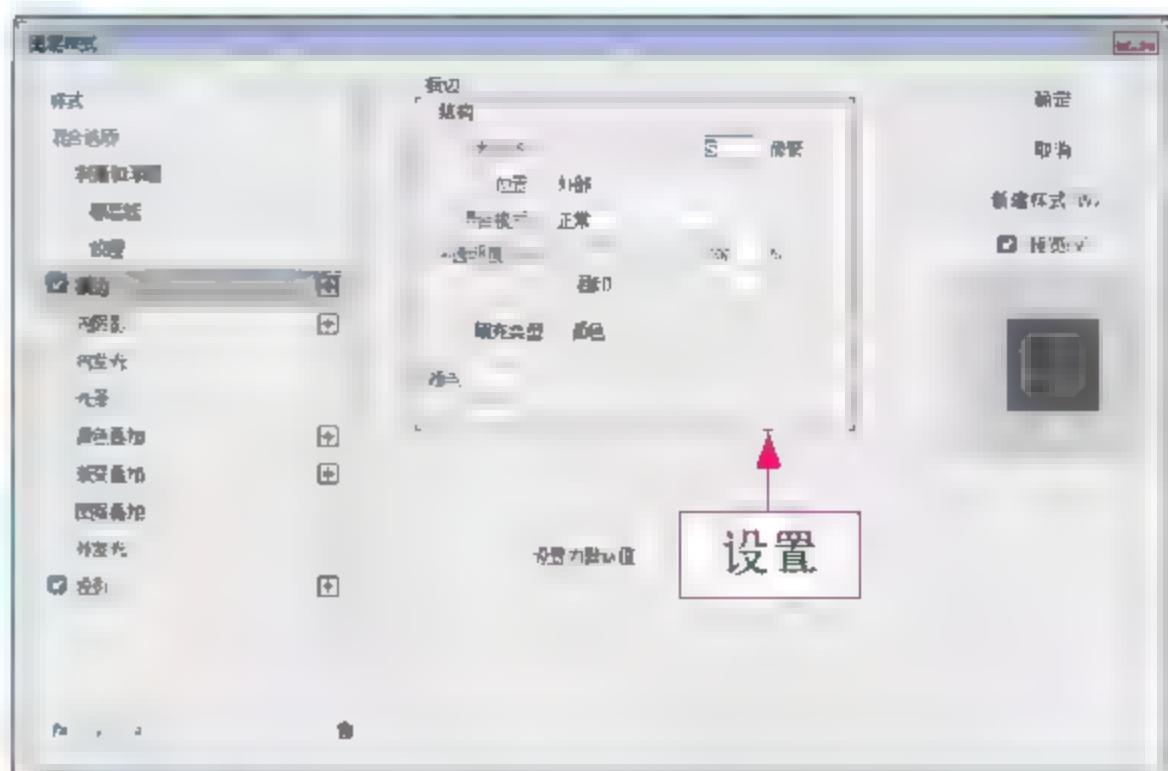 图层样式
样式
混合选项
等高线
纹理
描边
内阴影
内发光
光泽
颜色叠加
渐变叠加
图案叠加
外发光
投影
描边
结构
像素
位置 外部
混合模式 正常
不透明度
填充类型 颜色
颜色
设置为默认值
设置
确定
取消
新建样式
预览